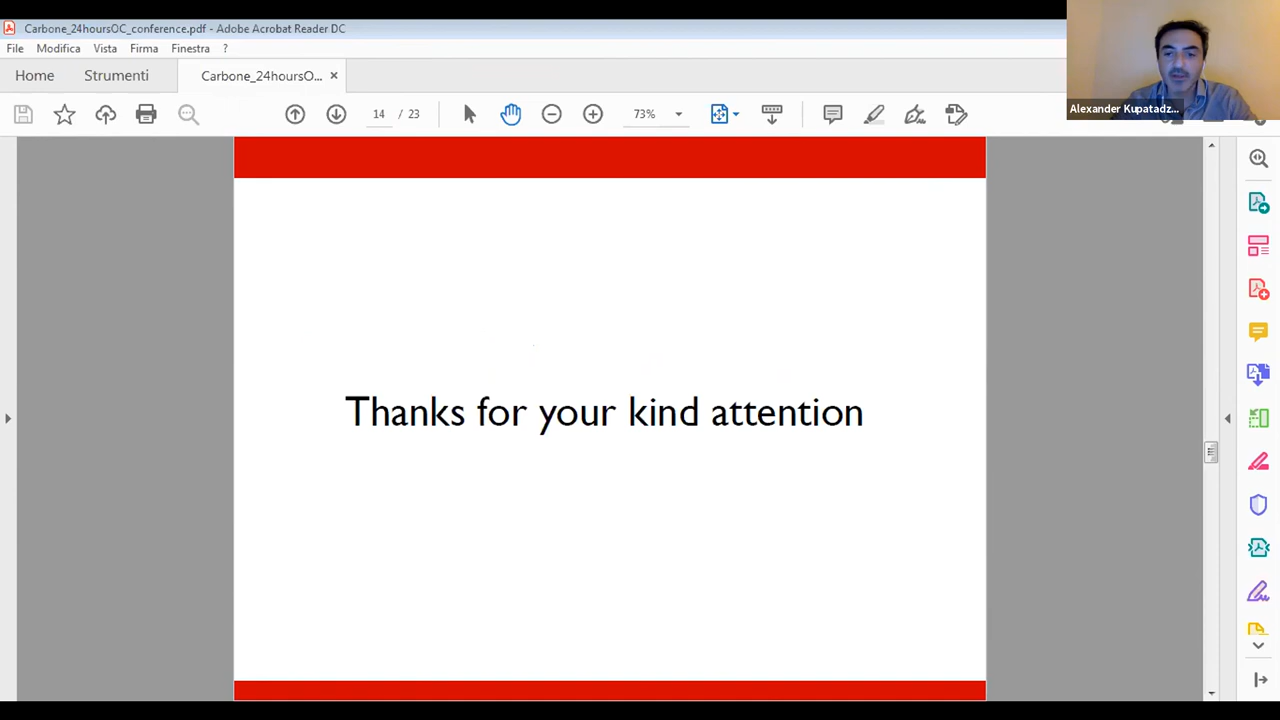 Carbone_24hoursOC_conference.pdf - Adobe Acrobat Reader DC
File Modifica Vista Firma Finestra ?
Home Strumenti Carbone_24hoursO... ×
14 / 23 73%
Alexander Kupatadz...
Thanks for your kind attention